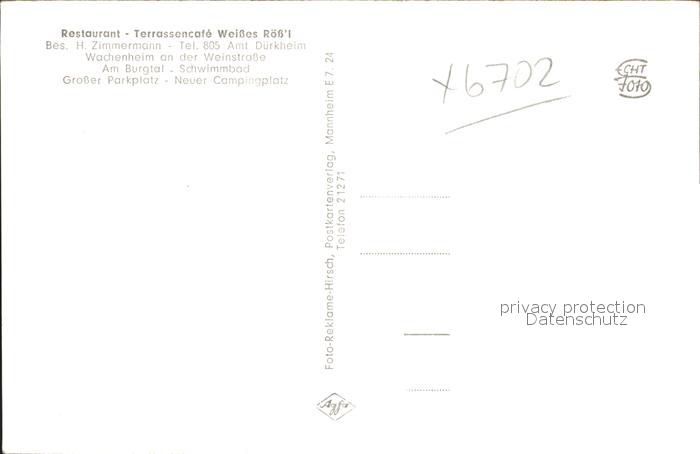 Restaurant - Terrassencafé Weißes Röß'l
Bes. H. Zimmermann - Tel. 805 Amt Dürkheim
Wachenheim an der Weinstraße
Am Burgtal - Schwimmbad
Großer Parkplatz - Neuer Campingplatz
Foto-Reklame-Hirsch, Postkartenverlag, Mannheim E 7. 24
Telefon 21271
x6702
ECHT
FOTO
privacy protection
Datenschutz
Agfa